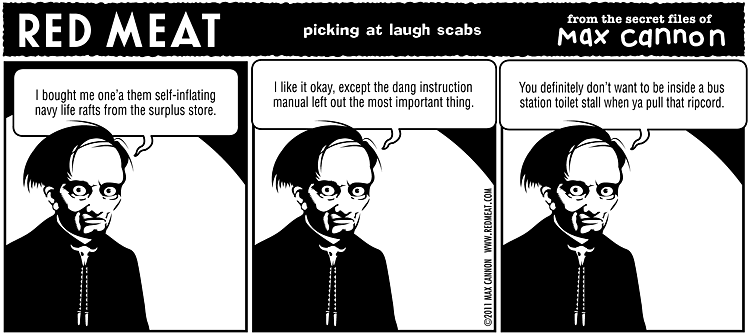 RED MEAT
picking at laugh scabs
from the secret files of
Max cannon
I bought me one'a them self-inflating
navy life rafts from the surplus store.
I like it okay, except the dang instruction
manual left out the most important thing.
©2011 MAX CANNON WWW.REDMEAT.COM
You definitely don't want to be inside a bus
station toilet stall when ya pull that ripcord.